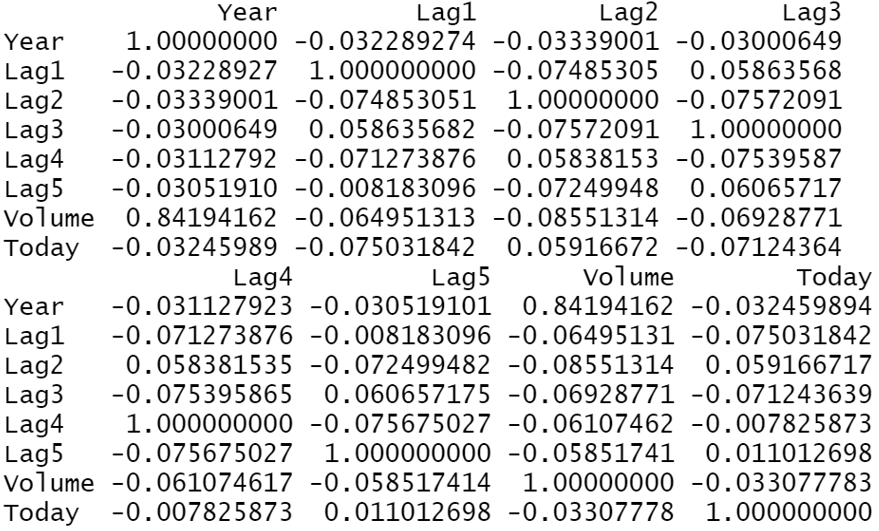 Year Lag1 Lag2 Lag3
Year 1.00000000 -0.032289274 -0.03339001 -0.03000649
Lag1 -0.03228927 1.000000000 -0.07485305 0.05863568
Lag2 -0.03339001 -0.074853051 1.00000000 -0.07572091
Lag3 -0.03000649 0.058635682 -0.07572091 1.00000000
Lag4 -0.03112792 -0.071273876 0.05838153 -0.07539587
Lag5 -0.03051910 -0.008183096 -0.07249948 0.06065717
Volume 0.84194162 -0.064951313 -0.08551314 -0.06928771
Today -0.03245989 -0.075031842 0.05916672 -0.07124364
Lag4 Lag5 Volume Today
Year -0.031127923 -0.030519101 0.84194162 -0.032459894
Lag1 -0.071273876 -0.008183096 -0.06495131 -0.075031842
Lag2 0.058381535 -0.072499482 -0.08551314 0.059166717
Lag3 -0.075395865 0.060657175 -0.06928771 -0.071243639
Lag4 1.000000000 -0.075675027 -0.06107462 -0.007825873
Lag5 -0.075675027 1.000000000 -0.05851741 0.011012698
Volume -0.061074617 -0.058517414 1.00000000 -0.033077783
Today -0.007825873 0.011012698 -0.03307778 1.000000000